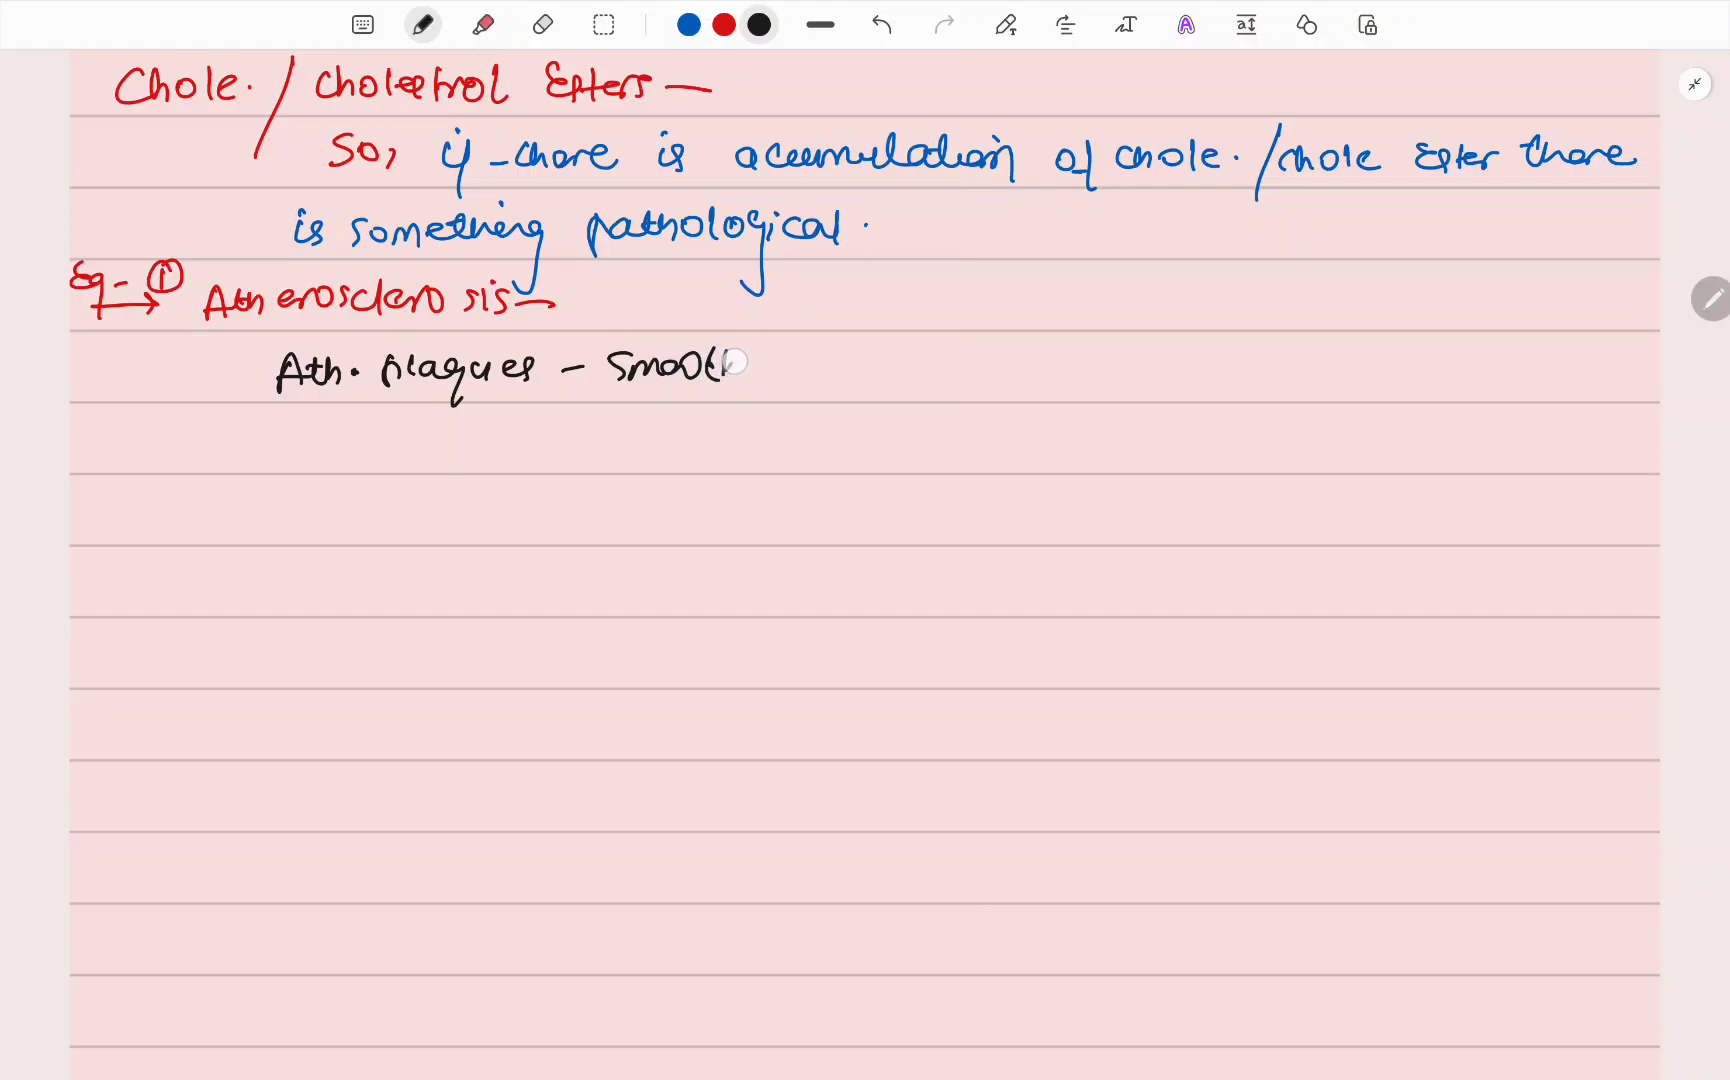 Chole. / Cholestrol Esters —
So, if there is accumulation of chole. / chole Ester there
is something pathological.
Eg - ① Atherosclerosis —
Ath. plaques - Smooth